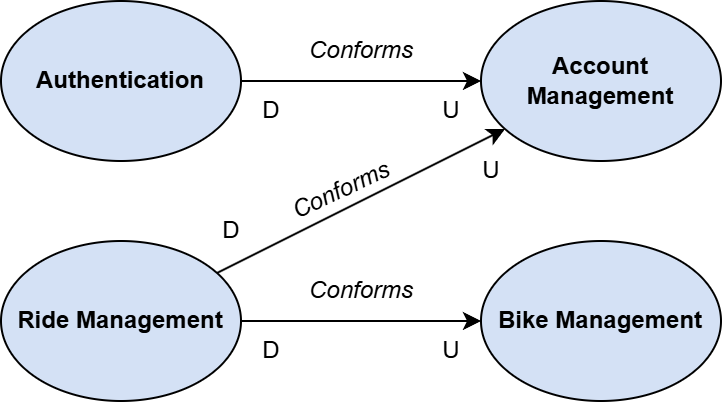 Conforms
Authentication
Account
Management
D
U
Conforms
U
D
Conforms
Ride Management
Bike Management
D
U